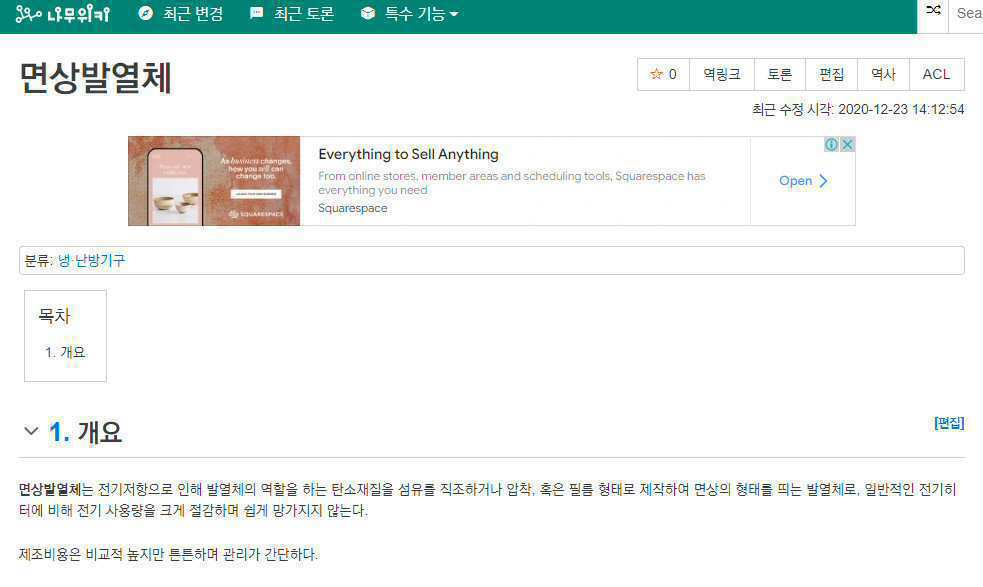 나무위키 최근 변경 최근 토론 특수 기능 Sea
면상발열체
☆ 0 역링크 토론 편집 역사 ACL
최근 수정 시각: 2020-12-23 14:12:54
As business changes,
how you sell can
change too.
SQUARESPACE
Everything to Sell Anything
From online stores, member areas and scheduling tools, Squarespace has
everything you need
Squarespace
Open
분류: 냉·난방기구
목차
1. 개요
1. 개요 [편집]
면상발열체는 전기저항으로 인해 발열체의 역할을 하는 탄소재질을 섬유를 직조하거나 압착, 혹은 필름 형태로 제작하여 면상의 형태를 띄는 발열체로, 일반적인 전기히
터에 비해 전기 사용량을 크게 절감하며 쉽게 망가지지 않는다.
제조비용은 비교적 높지만 튼튼하며 관리가 간단하다.